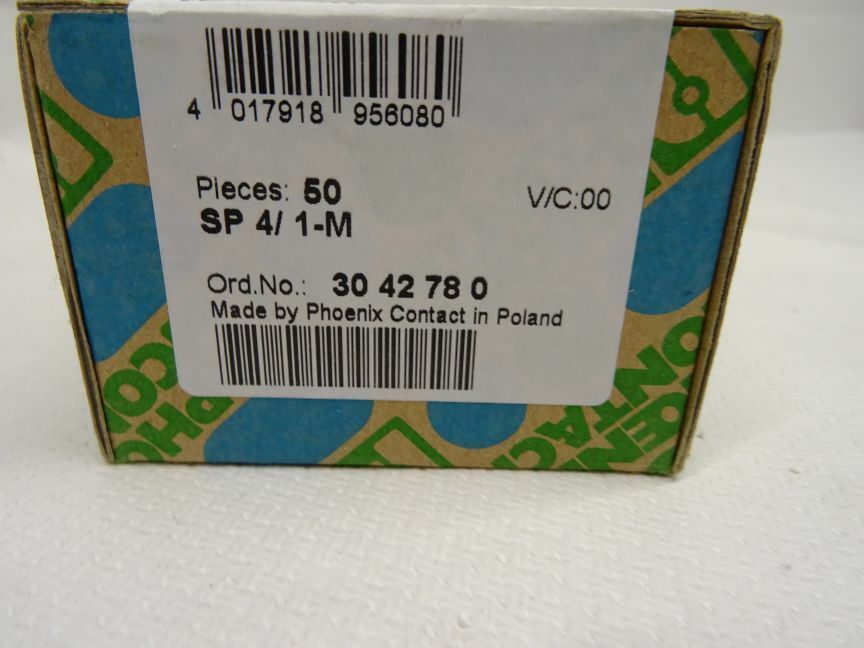 4 017918 956080
Pieces: 50
V/C:00
SP 4/ 1-M
Ord.No.: 30 42 78 0
Made by Phoenix Contact in Poland